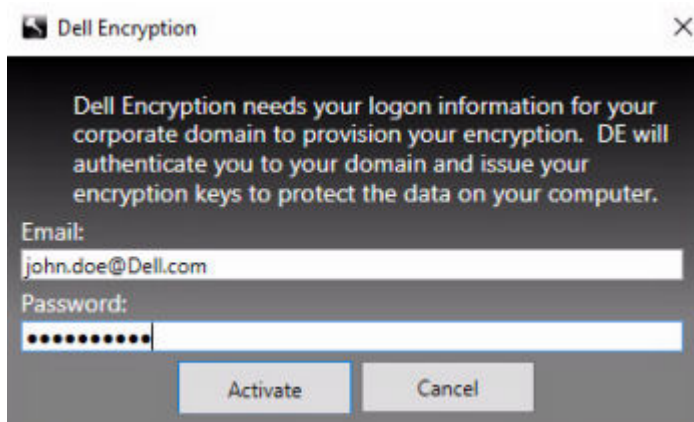 Dell Encryption
Dell Encryption needs your logon information for your
corporate domain to provision your encryption. DE will
authenticate you to your domain and issue your
encryption keys to protect the data on your computer.
Email:
john.doe@Dell.com
Password:
••••••••••
Activate
Cancel